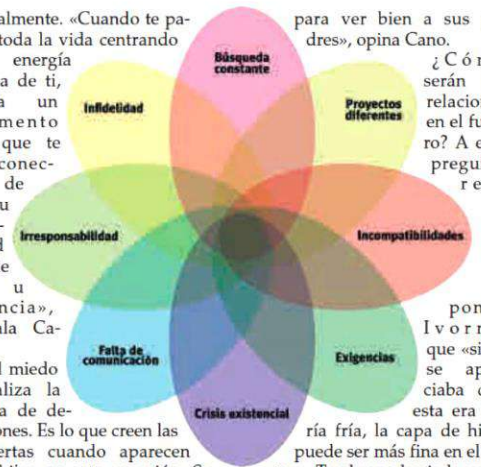 almente. «Cuando te pa-
toda la vida centrando
energía
a de ti,
a un
mento
que te
conec-
de
u
-
d
e
u
ncia»,
ala Ca-
l miedo
aliza la
a de de-
ones. Es lo que creen las
ertas cuando aparecen
Búsqueda
constante
Infidelidad
Proyectos
diferentes
Irresponsabilidad
Incompatibilidades
Falta de
comunicación
Exigencias
Crisis existencial
para ver bien a sus
dres», opina Cano.
¿Cóm
serán
relacion
en el fu
ro? A e
pregun
re
pon
Ivorr
que «si
se ap
ciaba
esta era
ría fría, la capa de hi
puede ser más fina en el